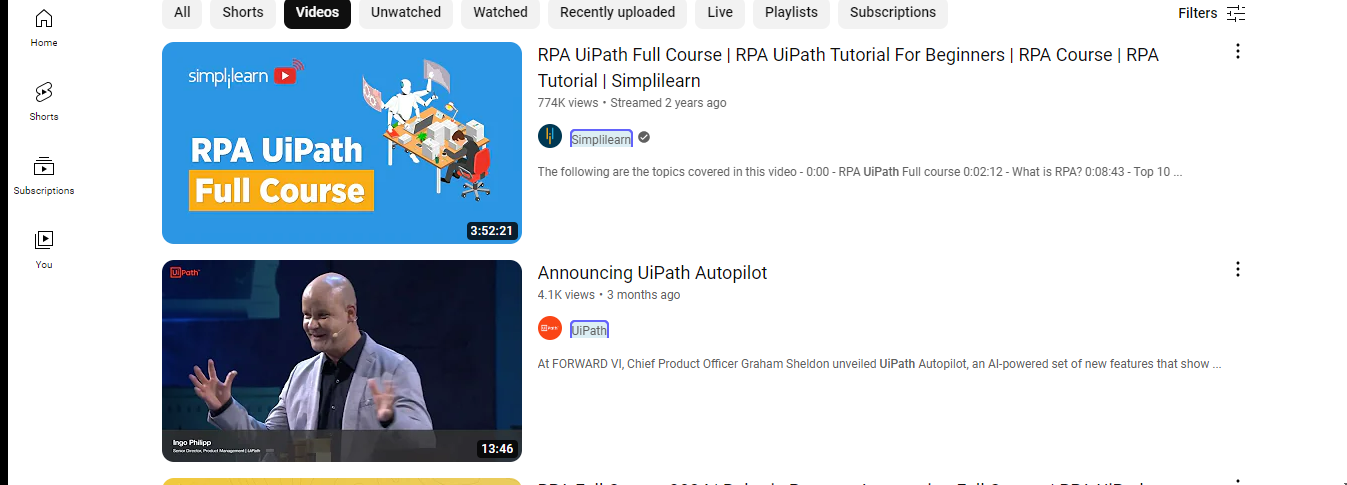 All Shorts Videos Unwatched Watched Recently uploaded Live Playlists Subscriptions Filters
Home
Shorts
Subscriptions
You
simplilearn
RPA UiPath
Full Course
3:52:21
RPA UiPath Full Course | RPA UiPath Tutorial For Beginners | RPA Course | RPA
Tutorial | Simplilearn
774K views • Streamed 2 years ago
Simplilearn
The following are the topics covered in this video - 0:00 - RPA UiPath Full course 0:02:12 - What is RPA? 0:08:43 - Top 10 ...
UiPath
Ingo Philipp
Senior Director, Product Management | UiPath
13:46
Announcing UiPath Autopilot
4.1K views • 3 months ago
UiPath
At FORWARD VI, Chief Product Officer Graham Sheldon unveiled UiPath Autopilot, an AI-powered set of new features that show ...